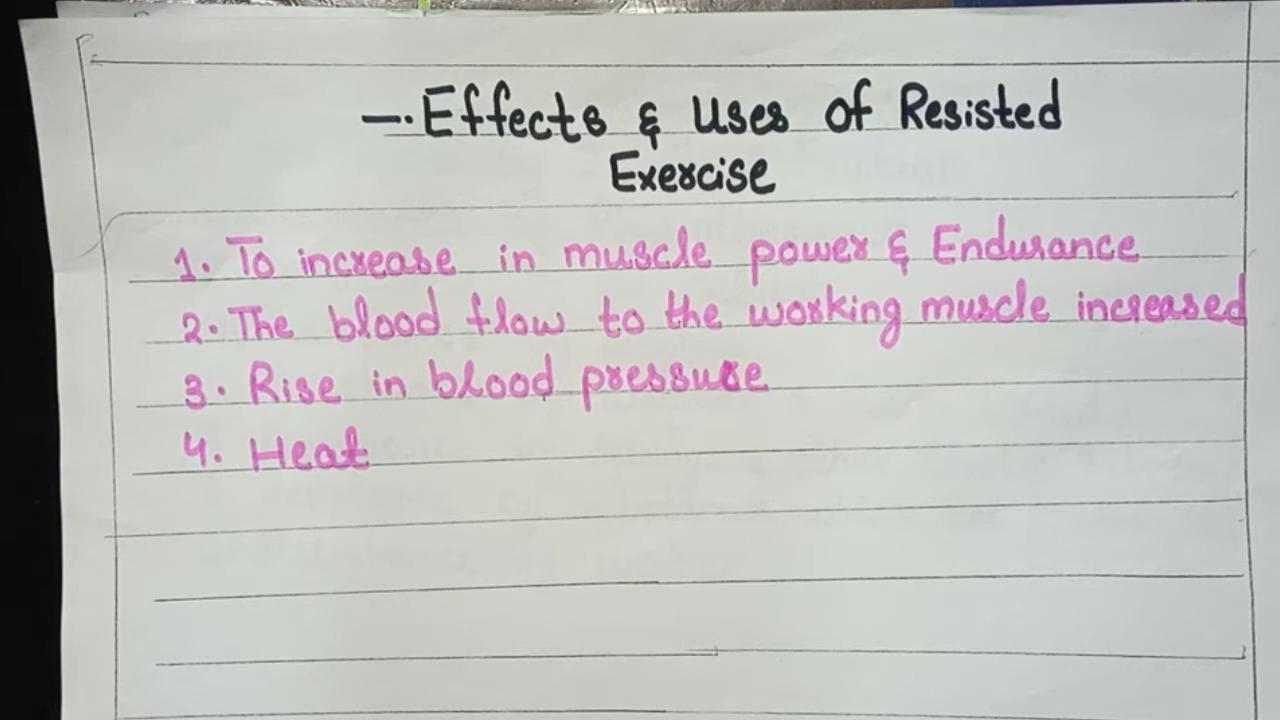 —. Effects & Uses of Resisted
Exercise
1. To increase in muscle power & Endurance
2. The blood flow to the working muscle increased
3. Rise in blood pressure
4. Heat